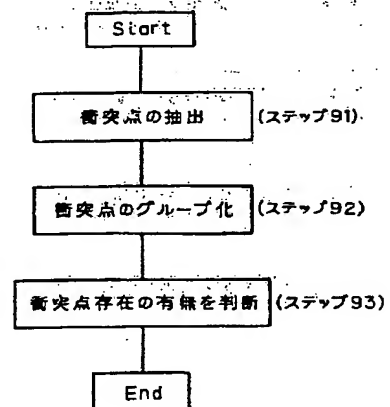 Start
衝突点の抽出 (ステップ91)
衝突点のグループ化 (ステップ92)
衝突点存在の有無を判断 (ステップ93)
End